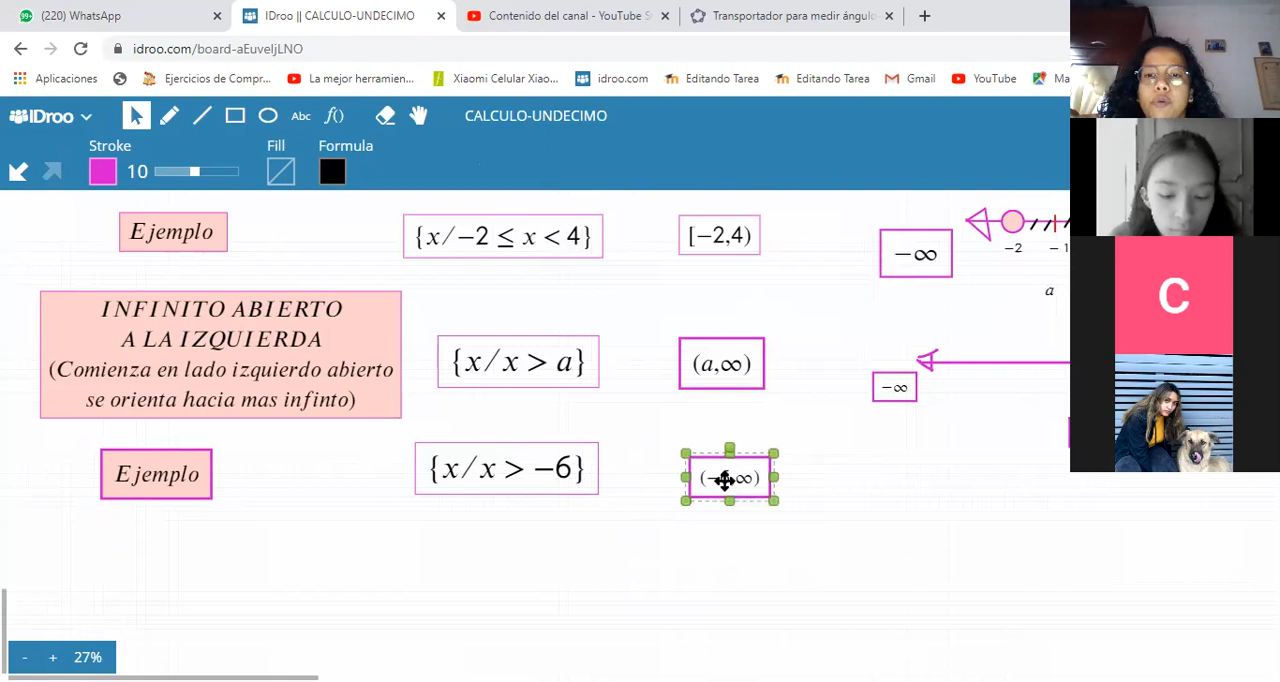 (220) WhatsApp
IDroo || CALCULO-UNDECIMO
Contenido del canal - YouTube S
Transportador para medir ángulo
idroo.com/board-aEuveljLNO
Aplicaciones
Ejercicios de Compr...
La mejor herramien...
Xiaomi Celular Xiao...
idroo.com
Editando Tarea
Editando Tarea
Gmail
YouTube
Ma
IDroo
Abc
f()
CALCULO-UNDECIMO
Stroke
Fill
Formula
10
Ejemplo
{x/−2 ≤ x < 4}
[−2,4)
−∞
−2
−1
a
INFINITO ABIERTO
A LA IZQUIERDA
(Comienza en lado izquierdo abierto
se orienta hacia mas infinto)
{x/x > a}
(a,∞)
−∞
Ejemplo
{x/x > −6}
C
- + 27%